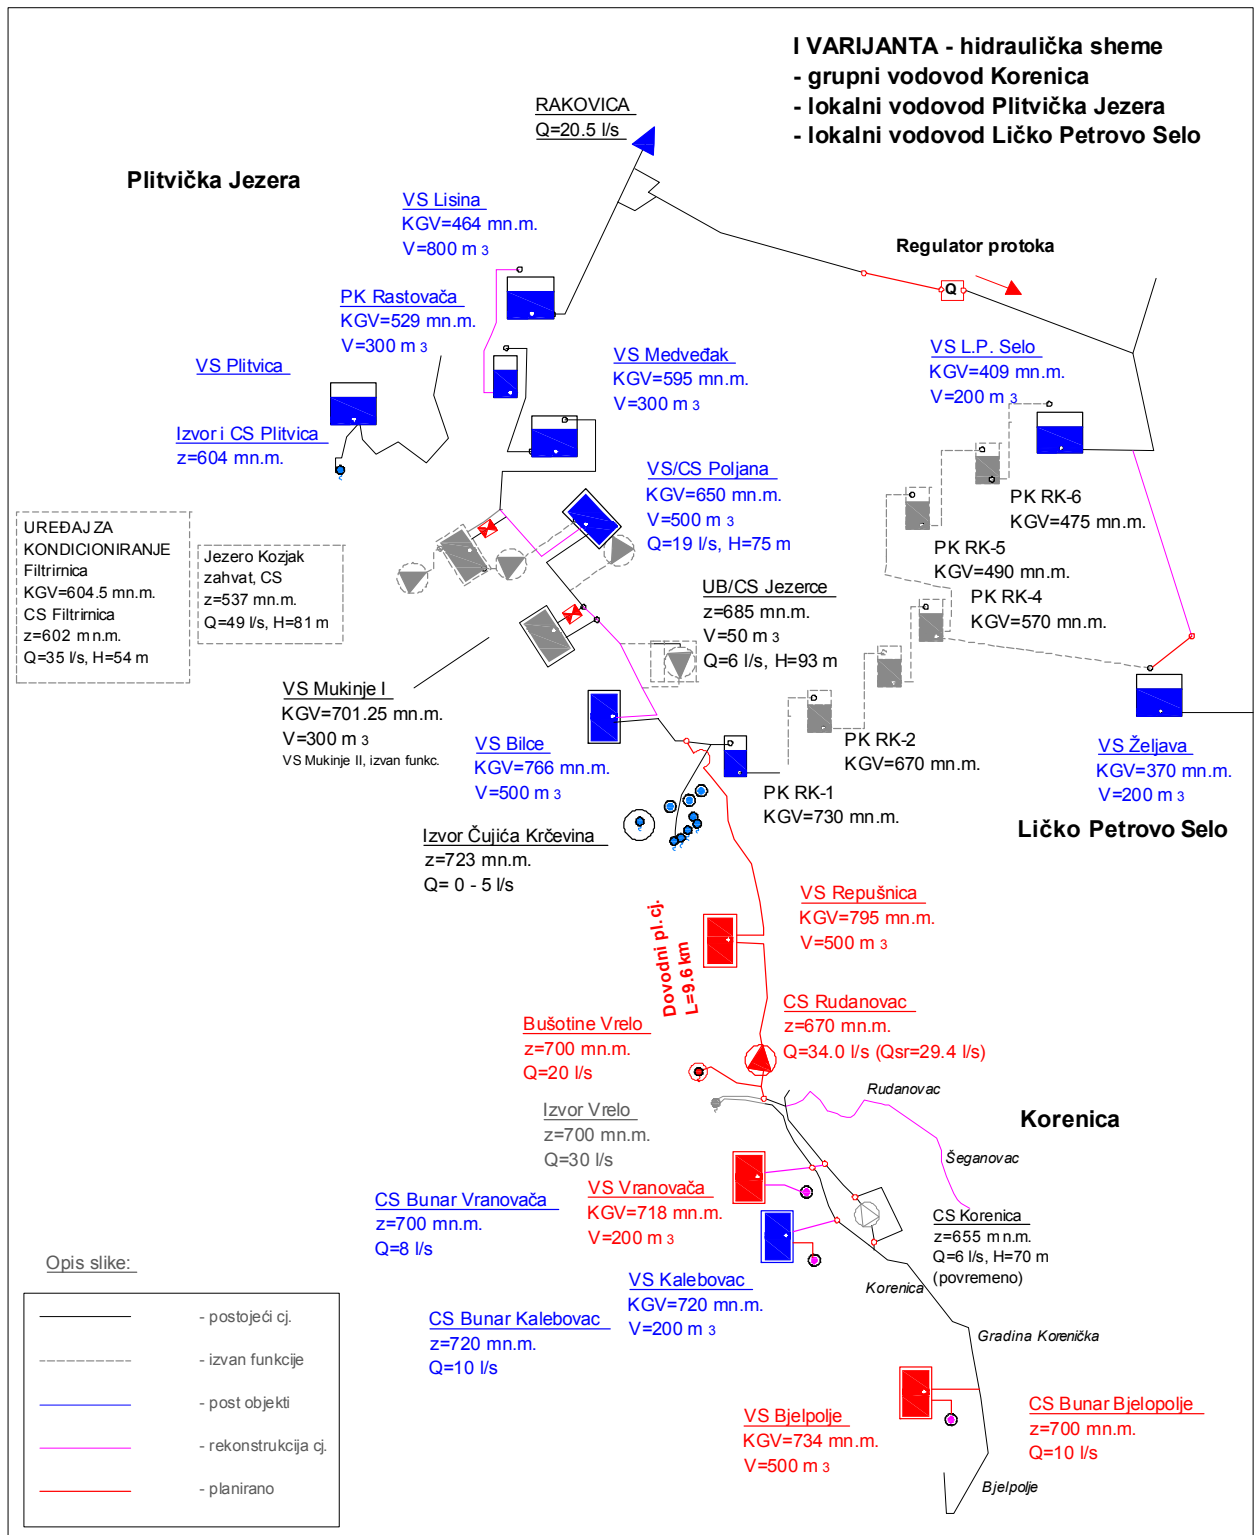 I VARIJANTA - hidraulička sheme
- grupni vodovod Korenica
- lokalni vodovod Plitvička Jezera
- lokalni vodovod Ličko Petrovo Selo
RAKOVICA
Q=20.5 l/s
Plitvička Jezera
VS Lisina
KGV=464 mn.m.
V=800 m 3
Regulator protoka
Q
PK Rastovača
KGV=529 mn.m.
V=300 m 3
VS Plitvica
VS Medveđak
KGV=595 mn.m.
V=300 m 3
VS L.P. Selo
KGV=409 mn.m.
V=200 m 3
Izvor i CS Plitvica
z=604 mn.m.
VS/CS Poljana
KGV=650 mn.m.
V=500 m 3
Q=19 l/s, H=75 m
PK RK-6
KGV=475 mn.m.
PK RK-5
KGV=490 mn.m.
PK RK-4
KGV=570 mn.m.
UREĐAJ ZA
KONDICIONIRANJE
Filtrirnica
KGV=604.5 mn.m.
CS Filtrirnica
z=602 mn.m.
Q=35 l/s, H=54 m
Jezero Kozjak
zahvat, CS
z=537 mn.m.
Q=49 l/s, H=81 m
UB/CS Jezerce
z=685 mn.m.
V=50 m 3
Q=6 l/s, H=93 m
VS Mukinje I
KGV=701.25 mn.m.
V=300 m 3
VS Mukinje II, izvan funkc.
VS Bilce
KGV=766 mn.m.
V=500 m 3
PK RK-2
KGV=670 mn.m.
PK RK-1
KGV=730 mn.m.
VS Željava
KGV=370 mn.m.
V=200 m 3
Ličko Petrovo Selo
Izvor Čujića Krčevina
z=723 mn.m.
Q= 0 - 5 l/s
VS Repušnica
KGV=795 mn.m.
V=500 m 3
Dovodni pl.cj.
L=9.6 km
CS Rudanovac
z=670 mn.m.
Q=34.0 l/s (Qsr=29.4 l/s)
Bušotine Vrelo
z=700 mn.m.
Q=20 l/s
Rudanovac
Izvor Vrelo
z=700 mn.m.
Q=30 l/s
Korenica
Šeganovac
CS Bunar Vranovača
z=700 mn.m.
Q=8 l/s
VS Vranovača
KGV=718 mn.m.
V=200 m 3
CS Korenica
z=655 mn.m.
Q=6 l/s, H=70 m
(povremeno)
VS Kalebovac
KGV=720 mn.m.
V=200 m 3
Korenica
CS Bunar Kalebovac
z=720 mn.m.
Q=10 l/s
Gradina Korenička
VS Bjelpolje
KGV=734 mn.m.
V=500 m 3
CS Bunar Bjelopolje
z=700 mn.m.
Q=10 l/s
Bjelpolje
Opis slike:
- postojeći cj.
- izvan funkcije
- post objekti
- rekonstrukcija cj.
- planirano